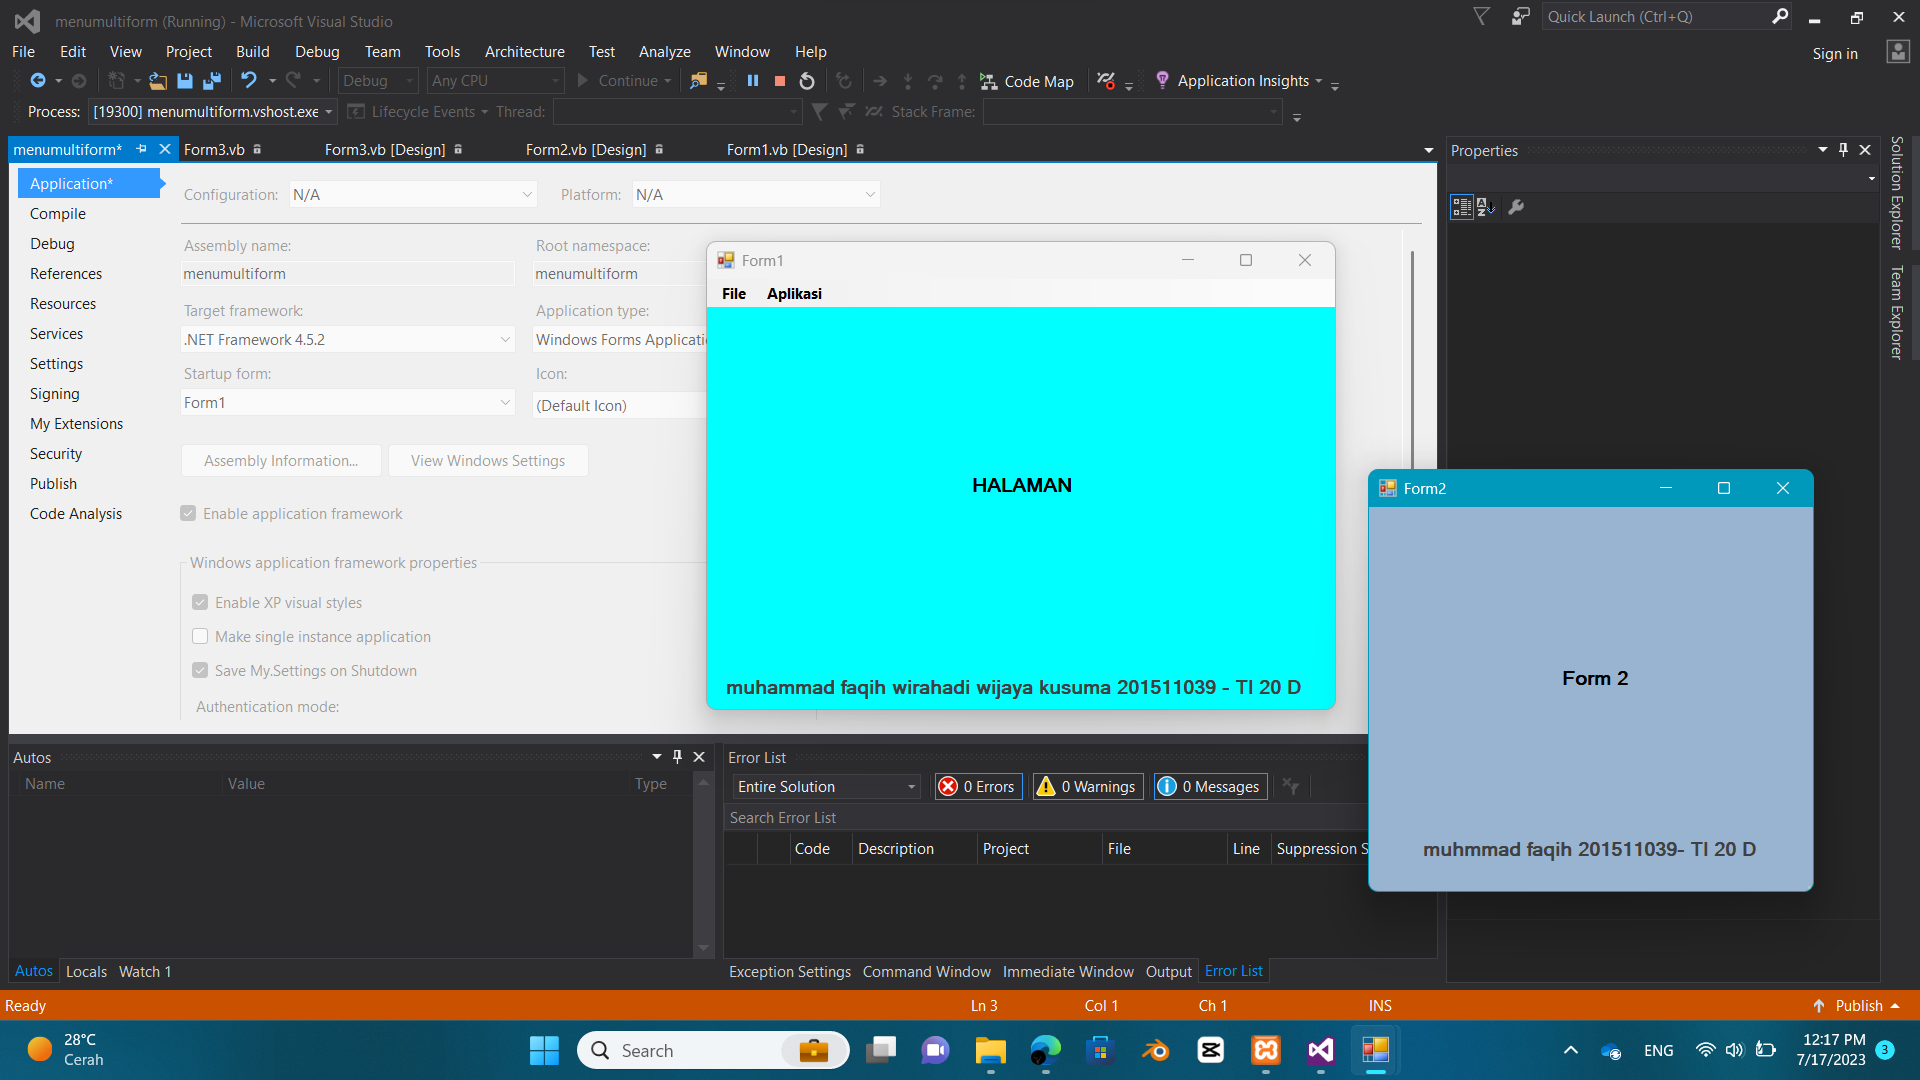 menumultiform (Running) - Microsoft Visual Studio
Quick Launch (Ctrl+Q)
File Edit View Project Build Debug Team Tools Architecture Test Analyze Window Help
Sign in
Debug Any CPU Continue Code Map Application Insights
Process: [19300] menumultiform.vshost.exe Lifecycle Events Thread: Stack Frame:
menumultiform* Form3.vb Form3.vb [Design] Form2.vb [Design] Form1.vb [Design]
Properties
Solution Explorer
Team Explorer
Application*
Compile
Debug
References
Resources
Services
Settings
Signing
My Extensions
Security
Publish
Code Analysis
Configuration: N/A Platform: N/A
Assembly name: Root namespace:
menumultiform menumultiform
Target framework: Application type:
.NET Framework 4.5.2 Windows Forms Applicati
Startup form: Icon:
Form1 (Default Icon)
Assembly Information... View Windows Settings
Enable application framework
Windows application framework properties
Enable XP visual styles
Make single instance application
Save My.Settings on Shutdown
Authentication mode:
Form1
File Aplikasi
HALAMAN
muhammad faqih wirahadi wijaya kusuma 201511039 - TI 20 D
Form2
Form 2
muhmmad faqih 201511039- TI 20 D
Autos
Name Value Type
Autos Locals Watch 1
Error List
Entire Solution 0 Errors 0 Warnings 0 Messages
Search Error List
Code Description Project File Line Suppression S
Exception Settings Command Window Immediate Window Output Error List
Ready Ln 3 Col 1 Ch 1 INS Publish
28°C
Cerah
Search
ENG
12:17 PM
7/17/2023
3